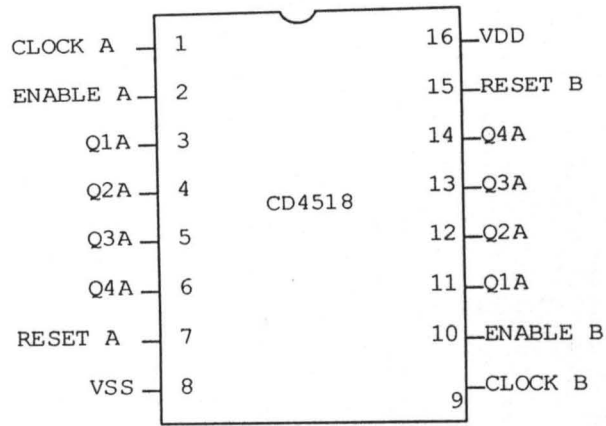 CLOCK A 1 16 VDD
ENABLE A 2 15 RESET B
Q1A 3 14 Q4A
Q2A 4 13 Q3A
CD4518
Q3A 5 12 Q2A
Q4A 6 11 Q1A
RESET A 7 10 ENABLE B
VSS 8 9 CLOCK B